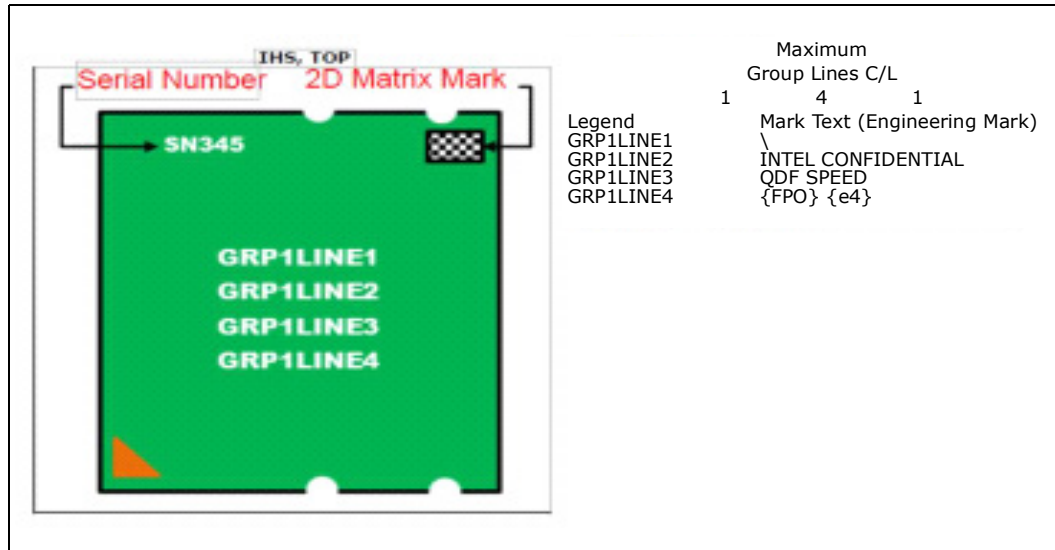 IHS, TOP
Serial Number 2D Matrix Mark
SN345
GRP1LINE1
GRP1LINE2
GRP1LINE3
GRP1LINE4
Maximum
Group Lines C/L
1 4 1
Legend Mark Text (Engineering Mark)
GRP1LINE1 \
GRP1LINE2 INTEL CONFIDENTIAL
GRP1LINE3 QDF SPEED
GRP1LINE4 {FPO} {e4}